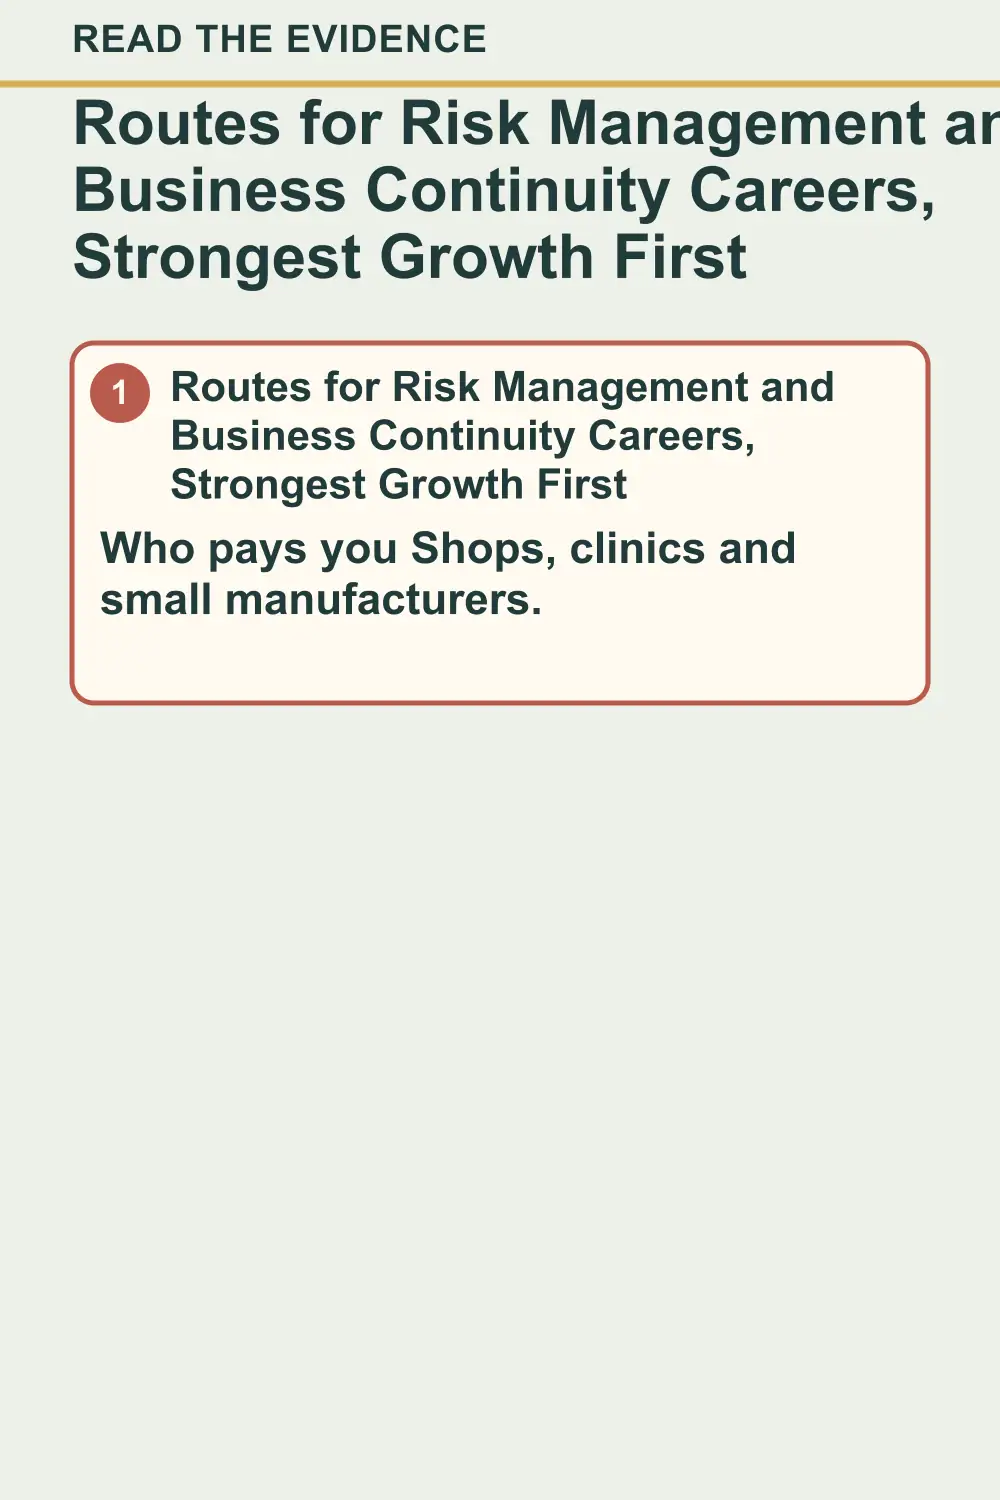 READ THE EVIDENCE
Routes for Risk Management an
Business Continuity Careers,
Strongest Growth First
1
Routes for Risk Management and
Business Continuity Careers,
Strongest Growth First
Who pays you Shops, clinics and
small manufacturers.